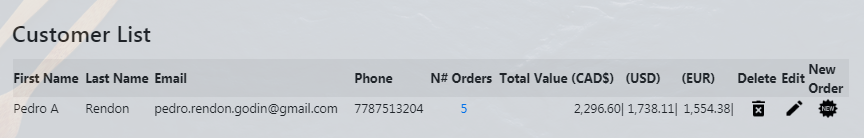 Customer List
First Name Last Name Email Phone N# Orders Total Value (CAD$) (USD) (EUR) Delete Edit New Order
Pedro A Rendon pedro.rendon.godin@gmail.com 7787513204 5 2,296.60| 1,738.11| 1,554.38| NEW